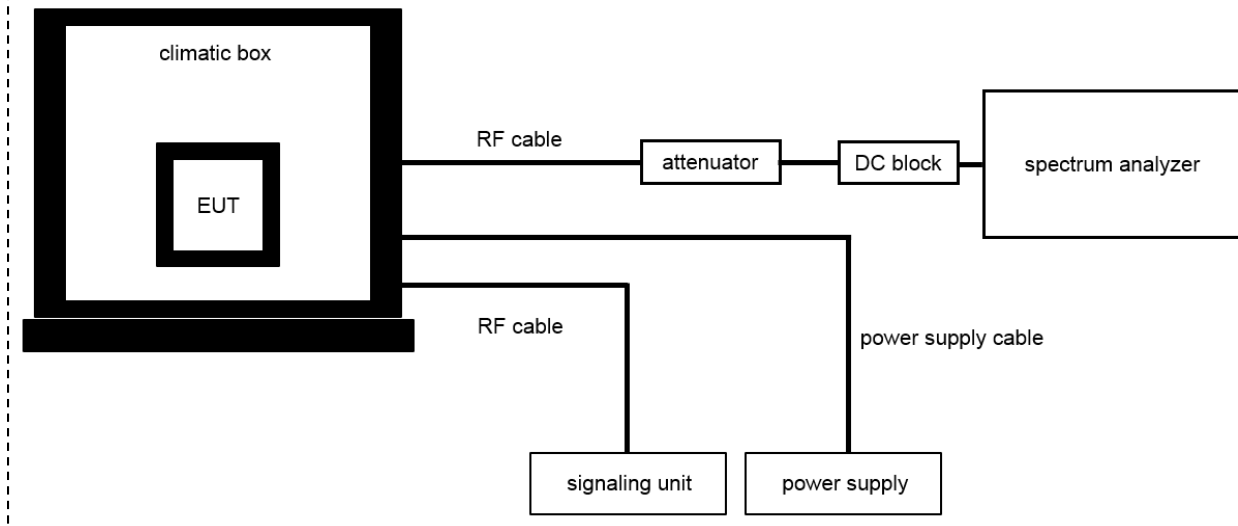 climatic box
RF cable
attenuator
DC block
spectrum analyzer
EUT
RF cable
power supply cable
signaling unit
power supply